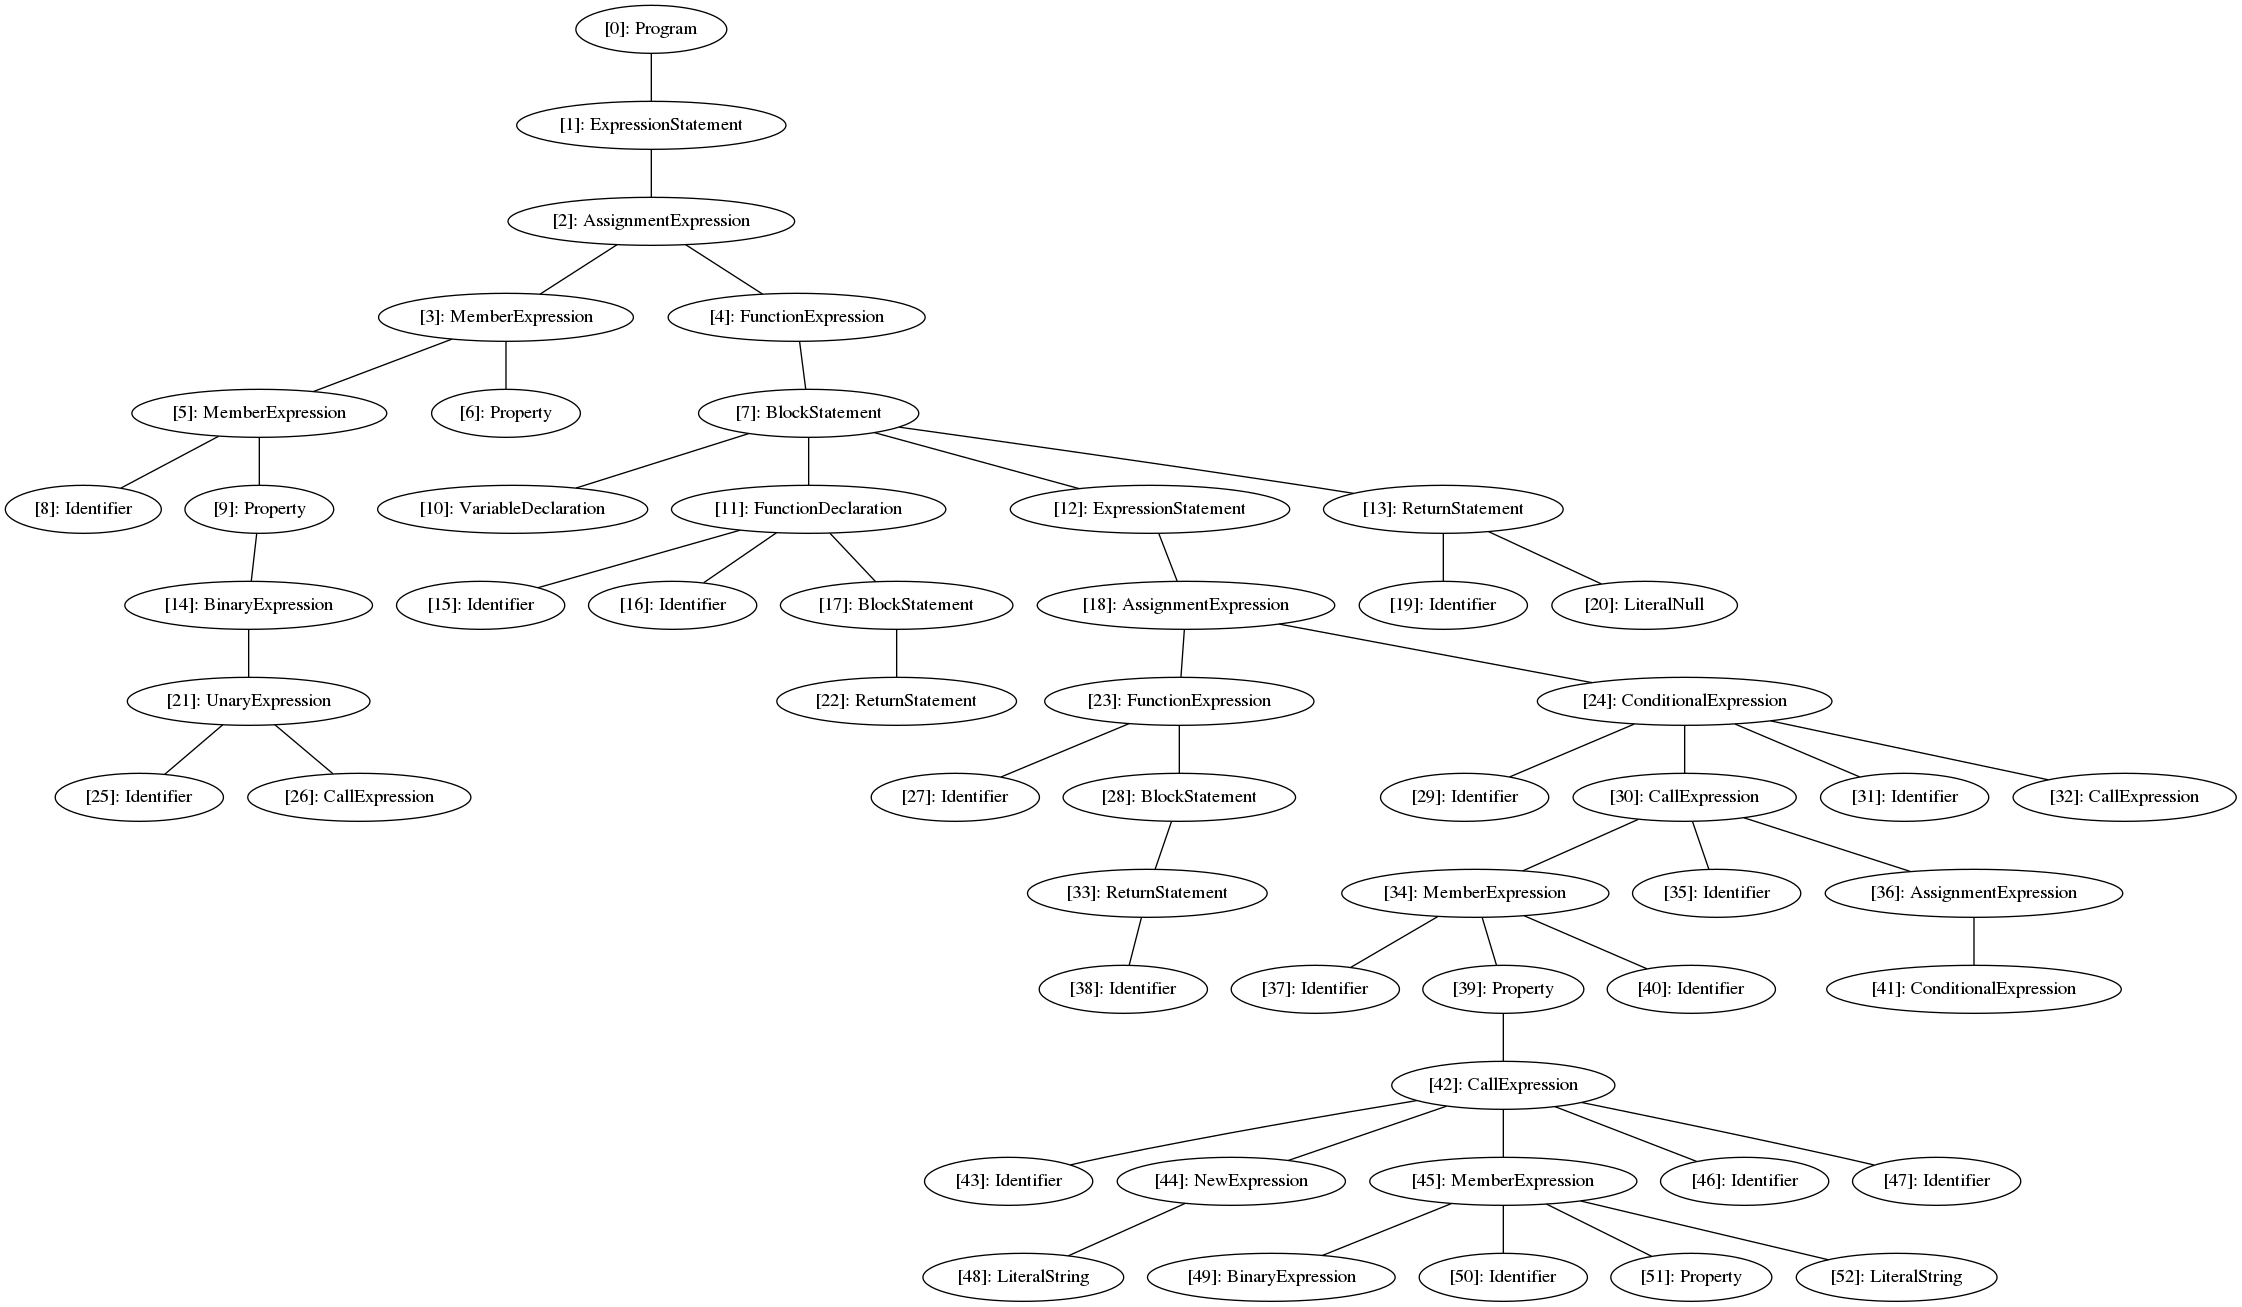 [0]: Program
[1]: ExpressionStatement
[2]: AssignmentExpression
[3]: MemberExpression
[4]: FunctionExpression
[5]: MemberExpression
[6]: Property
[7]: BlockStatement
[8]: Identifier
[9]: Property
[10]: VariableDeclaration
[11]: FunctionDeclaration
[12]: ExpressionStatement
[13]: ReturnStatement
[14]: BinaryExpression
[15]: Identifier
[16]: Identifier
[17]: BlockStatement
[18]: AssignmentExpression
[19]: Identifier
[20]: LiteralNull
[21]: UnaryExpression
[22]: ReturnStatement
[23]: FunctionExpression
[24]: ConditionalExpression
[25]: Identifier
[26]: CallExpression
[27]: Identifier
[28]: BlockStatement
[29]: Identifier
[30]: CallExpression
[31]: Identifier
[32]: CallExpression
[33]: ReturnStatement
[34]: MemberExpression
[35]: Identifier
[36]: AssignmentExpression
[38]: Identifier
[37]: Identifier
[39]: Property
[40]: Identifier
[41]: ConditionalExpression
[42]: CallExpression
[43]: Identifier
[44]: NewExpression
[45]: MemberExpression
[46]: Identifier
[47]: Identifier
[48]: LiteralString
[49]: BinaryExpression
[50]: Identifier
[51]: Property
[52]: LiteralString